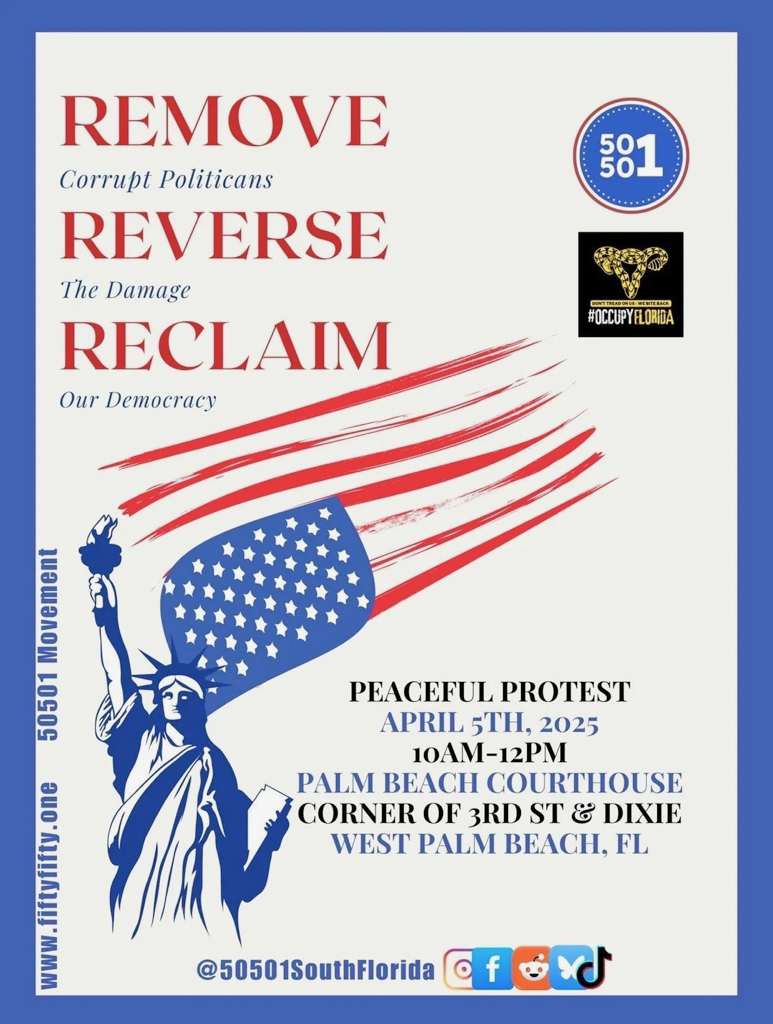 REMOVE
Corrupt Politicans
REVERSE
The Damage
RECLAIM
Our Democracy
50
50
1
DON'T TREAD ON US - WE BITE BACK
#OCCUPYFLORIDA
www.fiftyfifty.one 50501 Movement
PEACEFUL PROTEST
APRIL 5TH, 2025
10AM-12PM
PALM BEACH COURTHOUSE
CORNER OF 3RD ST & DIXIE
WEST PALM BEACH, FL
@50501SouthFlorida